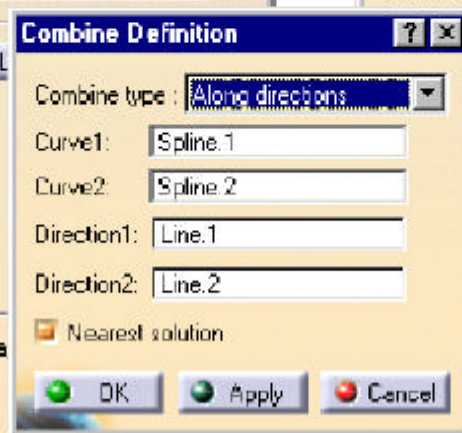 Combine Definition ? ×
Combine type : Along directions
Curve1: Spline.1
Curve2: Spline.2
Direction1: Line.1
Direction2: Line.2
Nearest solution
OK Apply Cancel